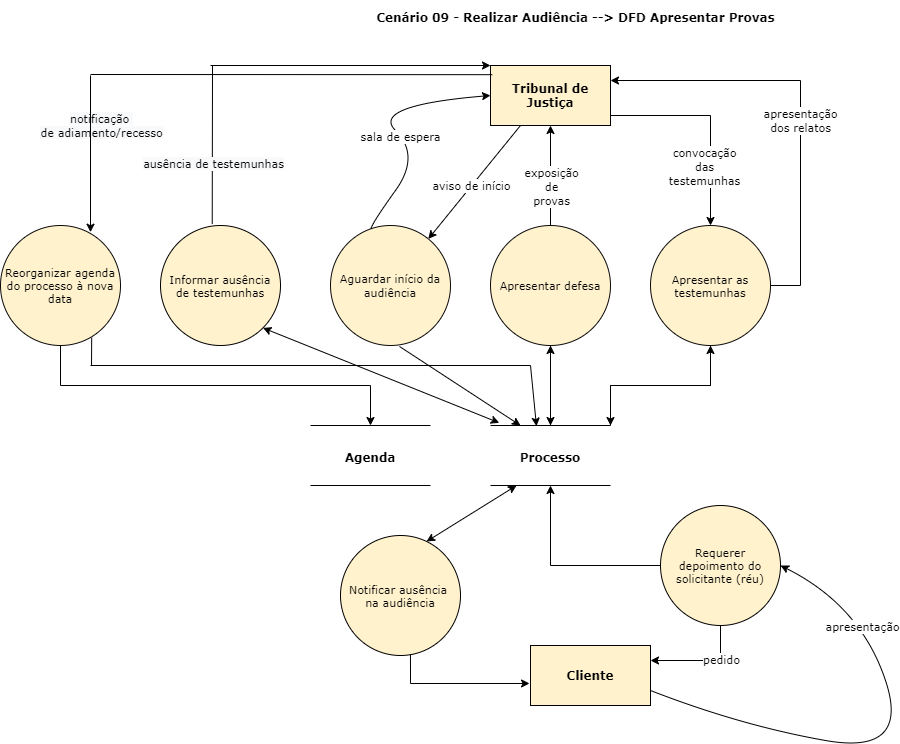 Cenário 09 - Realizar Audiência --> DFD Apresentar Provas
Tribunal de
Justiça
notificação
de adiamento/recesso
ausência de testemunhas
sala de espera
aviso de início
exposição
de
provas
convocação
das
testemunhas
apresentação
dos relatos
Reorganizar agenda
do processo à nova
data
Informar ausência
de testemunhas
Aguardar início da
audiência
Apresentar defesa
Apresentar as
testemunhas
Agenda
Processo
Notificar ausência
na audiência
Requerer
depoimento do
solicitante (réu)
apresentação
pedido
Cliente